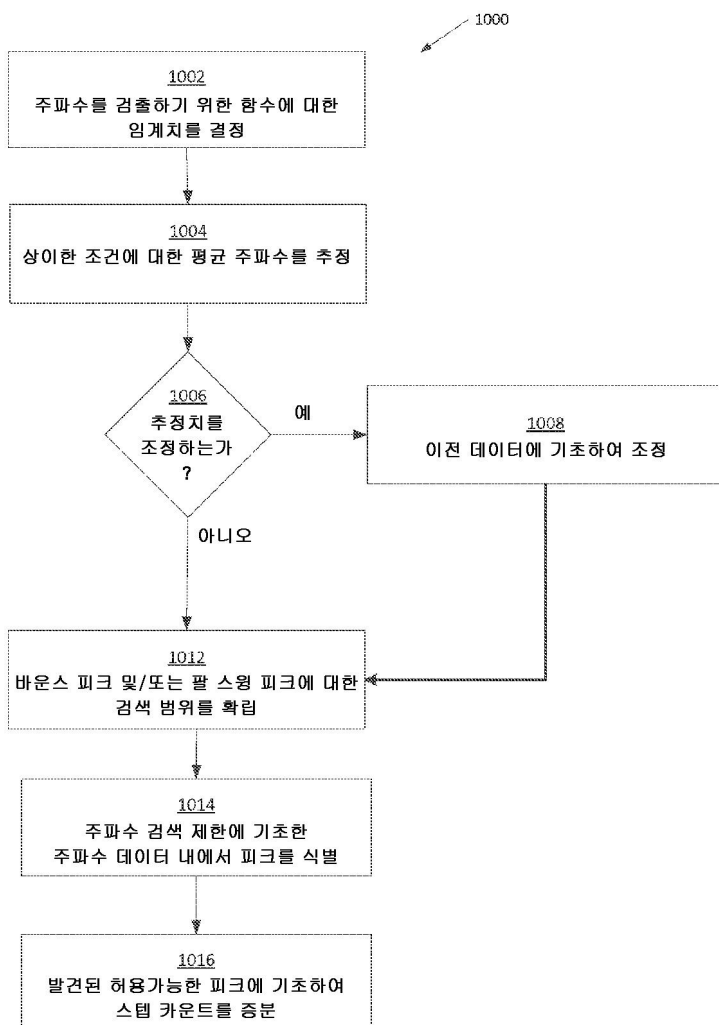 1000
1002
주파수를 검출하기 위한 함수에 대한
임계치를 결정
1004
상이한 조건에 대한 평균 주파수를 추정
1006
추정치를
조정하는가
?
예
1008
이전 데이터에 기초하여 조정
아니오
1012
바운스 피크 및/또는 팔 스윙 피크에 대한
검색 범위를 확립
1014
주파수 검색 제한에 기초한
주파수 데이터 내에서 피크를 식별
1016
발견된 허용가능한 피크에 기초하여
스텝 카운트를 증분